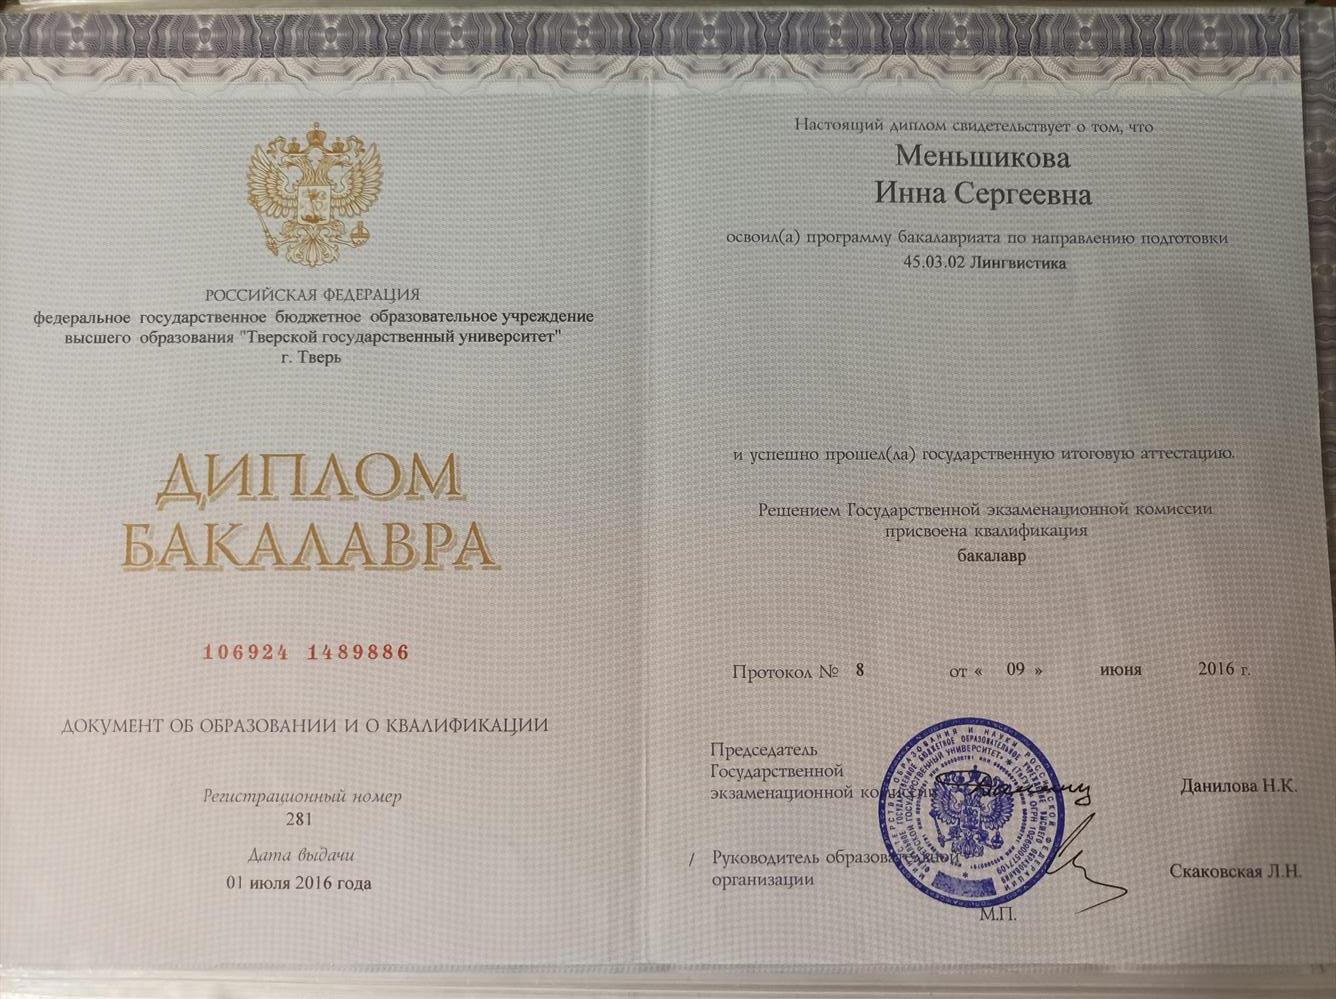 РОССИЙСКАЯ ФЕДЕРАЦИЯ
федеральное государственное бюджетное образовательное учреждение
высшего образования "Тверской государственный университет"
г. Тверь
ДИПЛОМ
БАКАЛАВРА
106924 1489886
ДОКУМЕНТ ОБ ОБРАЗОВАНИИ И О КВАЛИФИКАЦИИ
Регистрационный номер
281
Дата выдачи
01 июля 2016 года
Настоящий диплом свидетельствует о том, что
Меньшикова
Инна Сергеевна
освоил(а) программу бакалавриата по направлению подготовки
45.03.02 Лингвистика
и успешно прошел(ла) государственную итоговую аттестацию.
Решением Государственной экзаменационной комиссии
присвоена квалификация
бакалавр
Протокол № 8 от « 09 » июня 2016 г.
Председатель
Государственной
экзаменационной комиссии
Данилова Н.К.
/ Руководитель образовательной
организации
Скаковская Л.Н.
М.П.